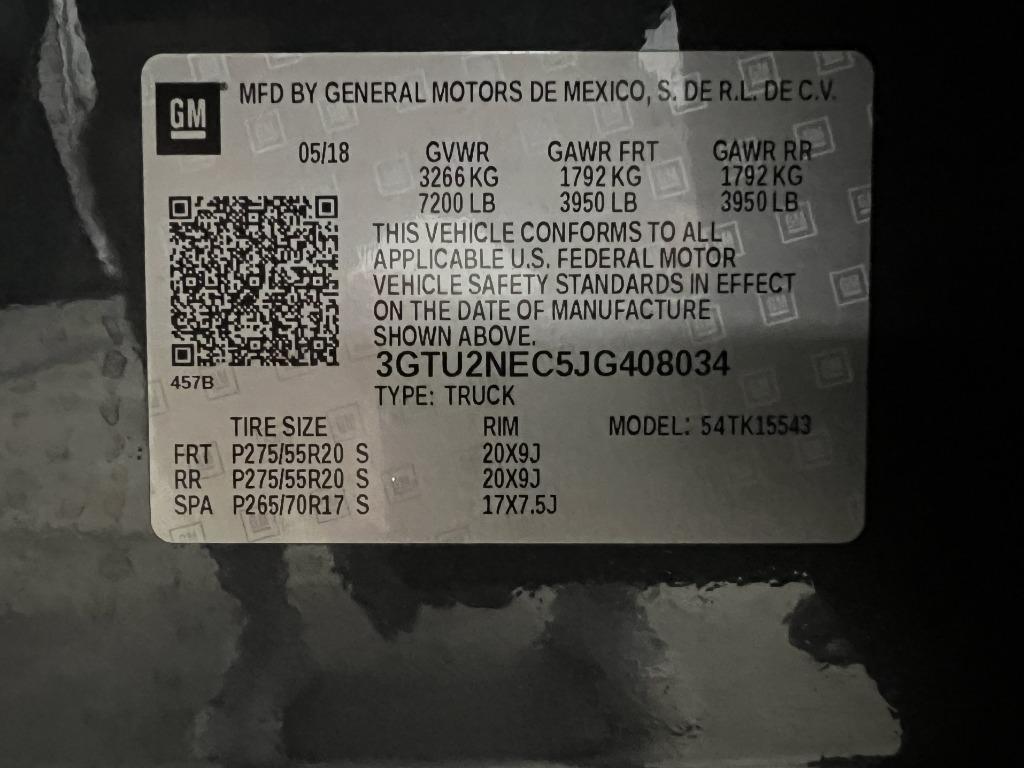 GM MFD BY GENERAL MOTORS DE MEXICO, S. DE R.L. DE C.V.
05/18 GVWR GAWR FRT GAWR RR
3266 KG 1792 KG 1792 KG
7200 LB 3950 LB 3950 LB
THIS VEHICLE CONFORMS TO ALL
APPLICABLE U.S. FEDERAL MOTOR
VEHICLE SAFETY STANDARDS IN EFFECT
ON THE DATE OF MANUFACTURE
SHOWN ABOVE.
3GTU2NEC5JG408034
457B
TYPE: TRUCK
TIRE SIZE RIM MODEL: 54TK15543
FRT P275/55R20 S 20X9J
RR P275/55R20 S 20X9J
SPA P265/70R17 S 17X7.5J